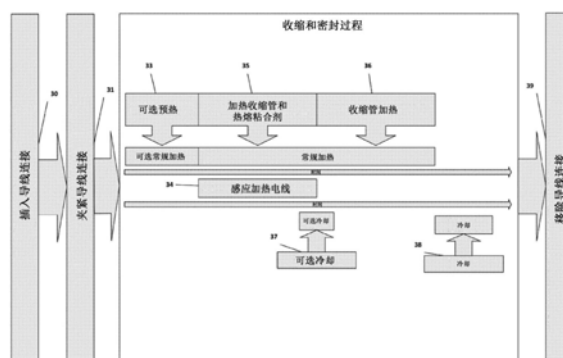 收缩和密封过程
33
35
36
39
30
31
可选预热
加热收缩管和
热熔粘合剂
收缩管加热
插入导线连接
夹紧导线连接
移除导线连接
可选常规加热
常规加热
34
感应加热电线
可选冷却
冷却
37
可选冷却
38
冷却